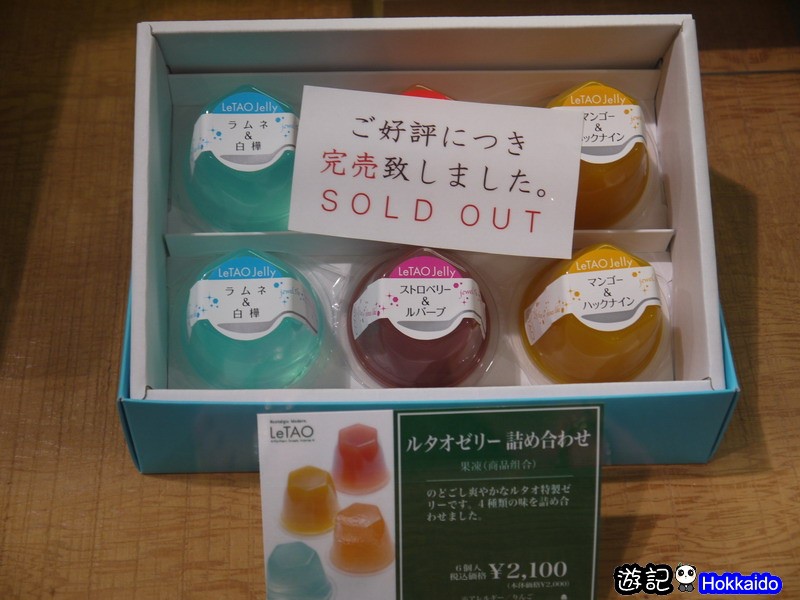 LeTAO Jelly
ラムネ
&
白樺
ご好評につき
完売致しました。
SOLD OUT
LeTAO Jelly
マンゴー
&
ハックナイン
LeTAO Jelly
ラムネ
&
白樺
LeTAO Jelly
ストロベリー
&
ルバーブ
LeTAO Jelly
マンゴー
&
ハックナイン
LeTAO
ルタオゼリー 詰め合わせ
果凍(商品組合)
のどごし爽やかなルタオ特製ゼ
リーです。4種類の味を詰め合
わせました。
6個入
税込価格 ¥2,100
(本体価格¥2,000)
遊記 Hokkaido